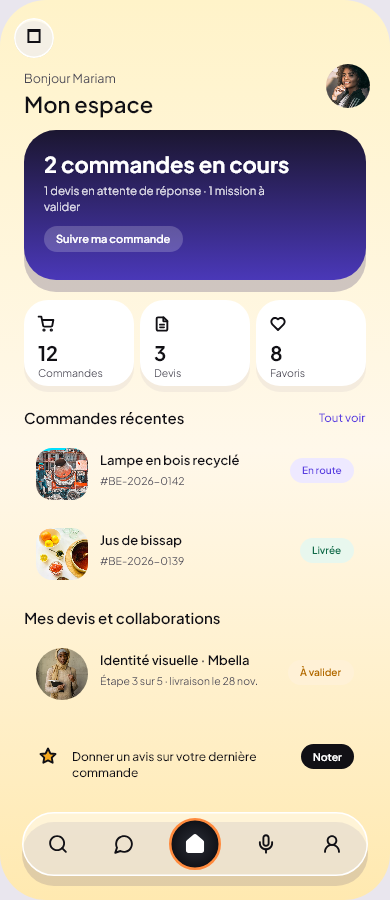 Bonjour Mariam
Mon espace
2 commandes en cours
1 devis en attente de réponse · 1 mission à
valider
Suivre ma commande
12
Commandes
3
Devis
8
Favoris
Commandes récentes
Tout voir
Lampe en bois recyclé
#BE-2026-0142
En route
Jus de bissap
#BE-2026-0139
Livrée
Mes devis et collaborations
Identité visuelle · Mbella
Étape 3 sur 5 · livraison le 28 nov.
À valider
Donner un avis sur votre dernière
commande
Noter